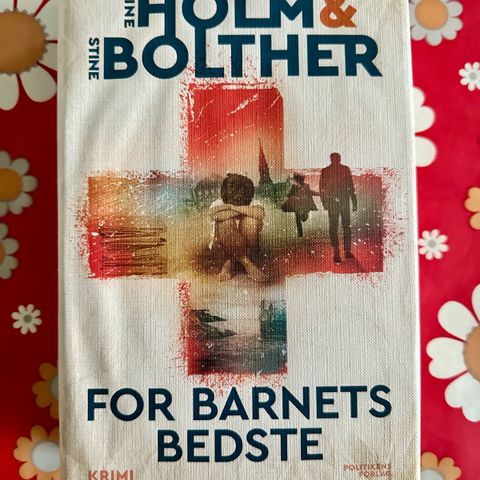 HOLM &
STINE
BOLTHER
FOR BARNETS
BEDSTE
KRIMI
POLITIKENS
FORLAG